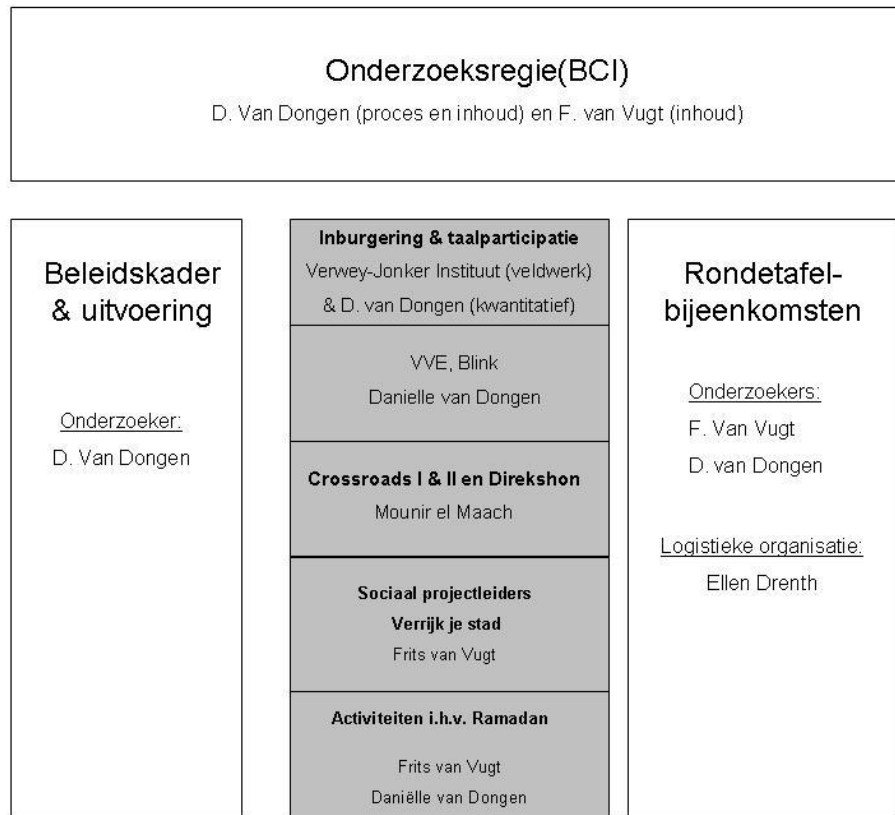 Onderzoeksregie(BCI)
D. Van Dongen (proces en inhoud) en F. van Vugt (inhoud)
Beleidskader
& uitvoering
Onderzoeker:
D. Van Dongen
Inburgering & taalparticipatie
Verwey-Jonker Instituut (veldwerk)
& D. van Dongen (kwantitatief)
VVE, Blink
Danielle van Dongen
Crossroads I & II en Direkshon
Mounir el Maach
Sociaal projectleiders
Verrijk je stad
Frits van Vugt
Activiteiten i.h.v. Ramadan
Frits van Vugt
Daniëlle van Dongen
Rondetafel-
bijeenkomsten
Onderzoekers:
F. Van Vugt
D. van Dongen
Logistieke organisatie:
Ellen Drenth